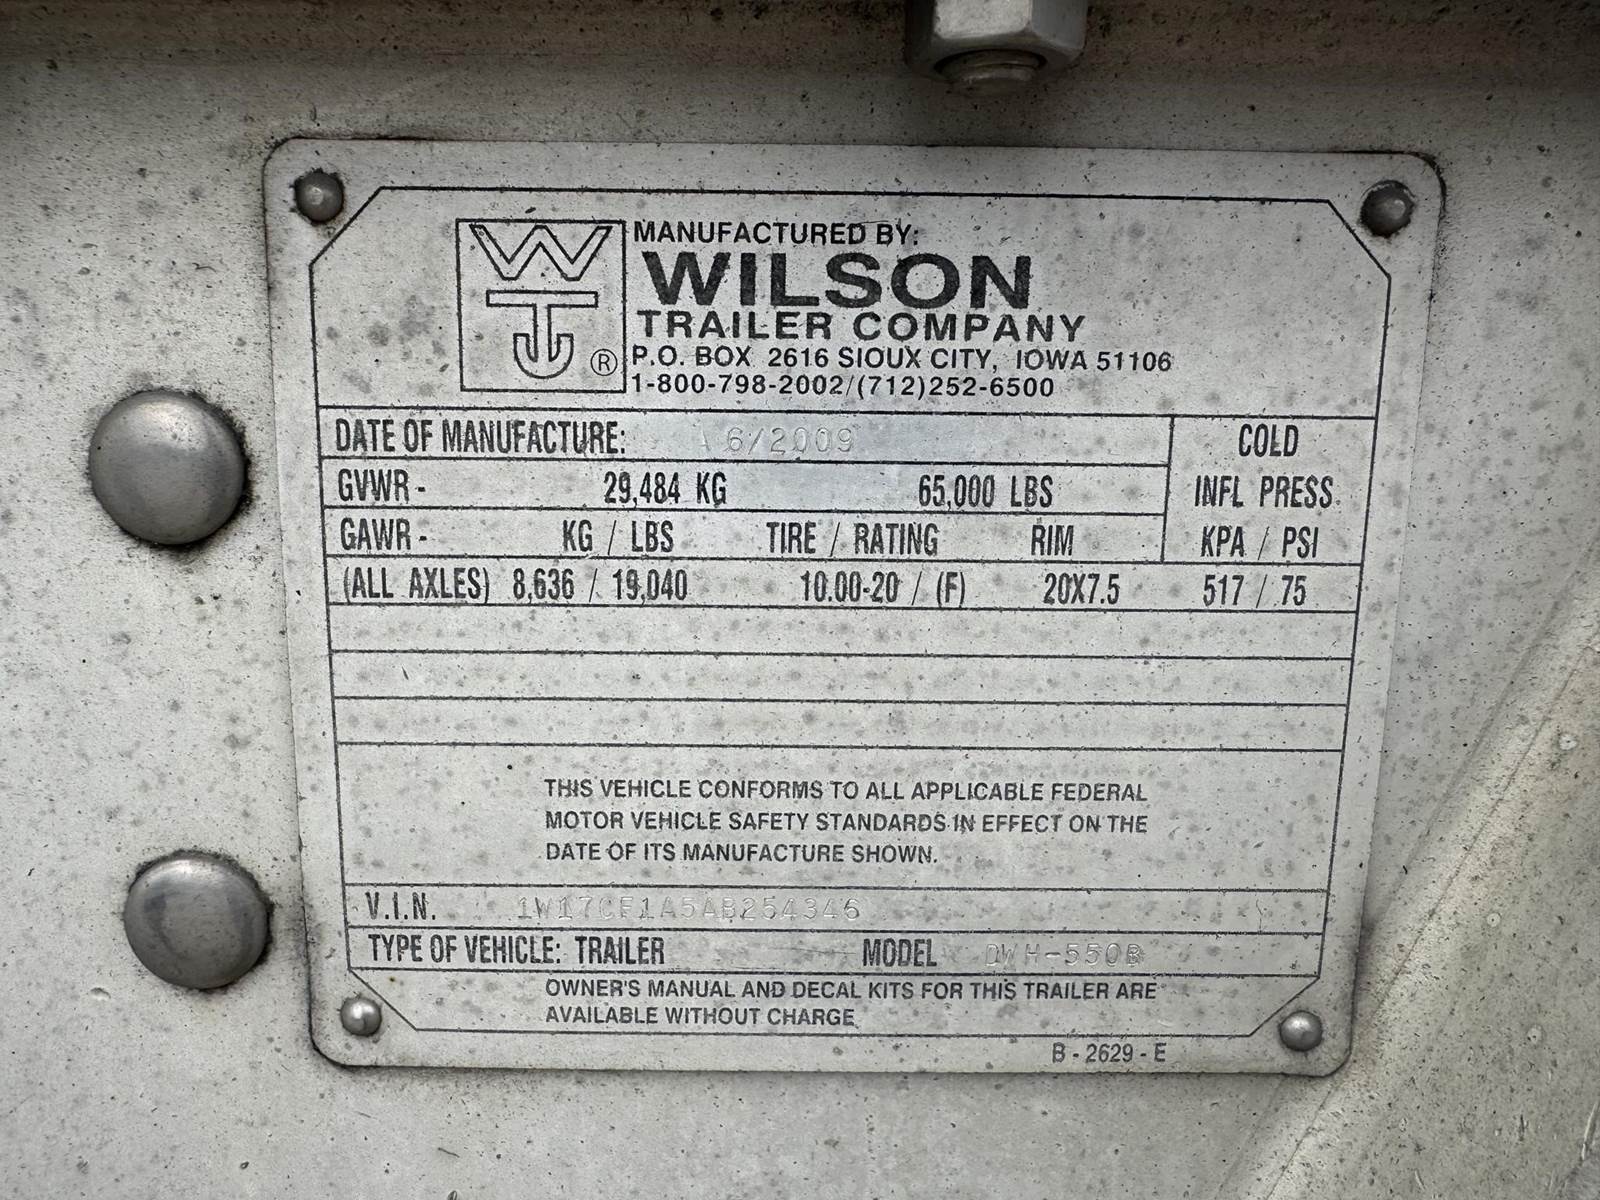 WTJ ®
MANUFACTURED BY:
WILSON
TRAILER COMPANY
P.O. BOX 2616 SIOUX CITY, IOWA 51106
1-800-798-2002/(712)252-6500
DATE OF MANUFACTURE: 6/2009
COLD
GVWR - 29,484 KG 65,000 LBS
INFL PRESS.
GAWR - KG / LBS TIRE / RATING RIM KPA / PSI
(ALL AXLES) 8,636 / 19,040 10.00-20 / (F) 20X7.5 517 / 75
THIS VEHICLE CONFORMS TO ALL APPLICABLE FEDERAL
MOTOR VEHICLE SAFETY STANDARDS IN EFFECT ON THE
DATE OF ITS MANUFACTURE SHOWN.
V.I.N. 1W17CF1A5AB254346
TYPE OF VEHICLE: TRAILER MODEL DWH-550B
OWNER'S MANUAL AND DECAL KITS FOR THIS TRAILER ARE
AVAILABLE WITHOUT CHARGE
B - 2629 - E